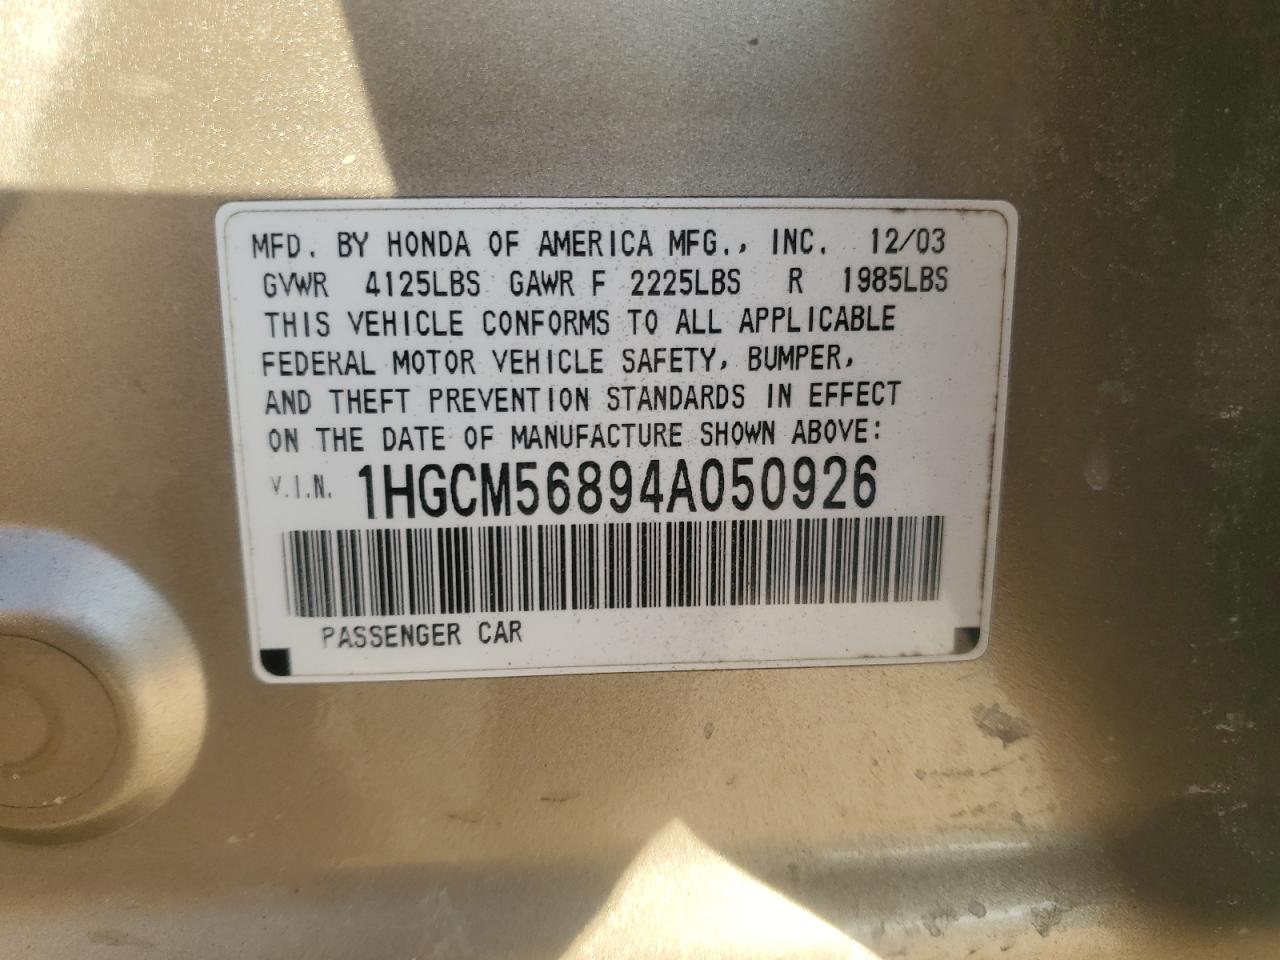 MFD. BY HONDA OF AMERICA MFG., INC. 12/03
GVWR 4125LBS GAWR F 2225LBS R 1985LBS
THIS VEHICLE CONFORMS TO ALL APPLICABLE
FEDERAL MOTOR VEHICLE SAFETY, BUMPER,
AND THEFT PREVENTION STANDARDS IN EFFECT
ON THE DATE OF MANUFACTURE SHOWN ABOVE:
V.I.N. 1HGCM56894A050926
PASSENGER CAR